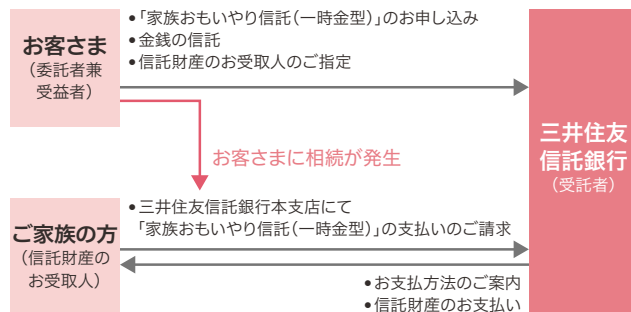 お客さま
（委託者兼
受益者）
•「家族おもいやり信託（一時金型）」のお申し込み
•金銭の信託
•信託財産のお受取人のご指定
三井住友
信託銀行
（受託者）
お客さまに相続が発生
ご家族の方
（信託財産の
お受取人）
•三井住友信託銀行本支店にて
「家族おもいやり信託（一時金型）」の支払いのご請求
•お支払方法のご案内
•信託財産のお支払い